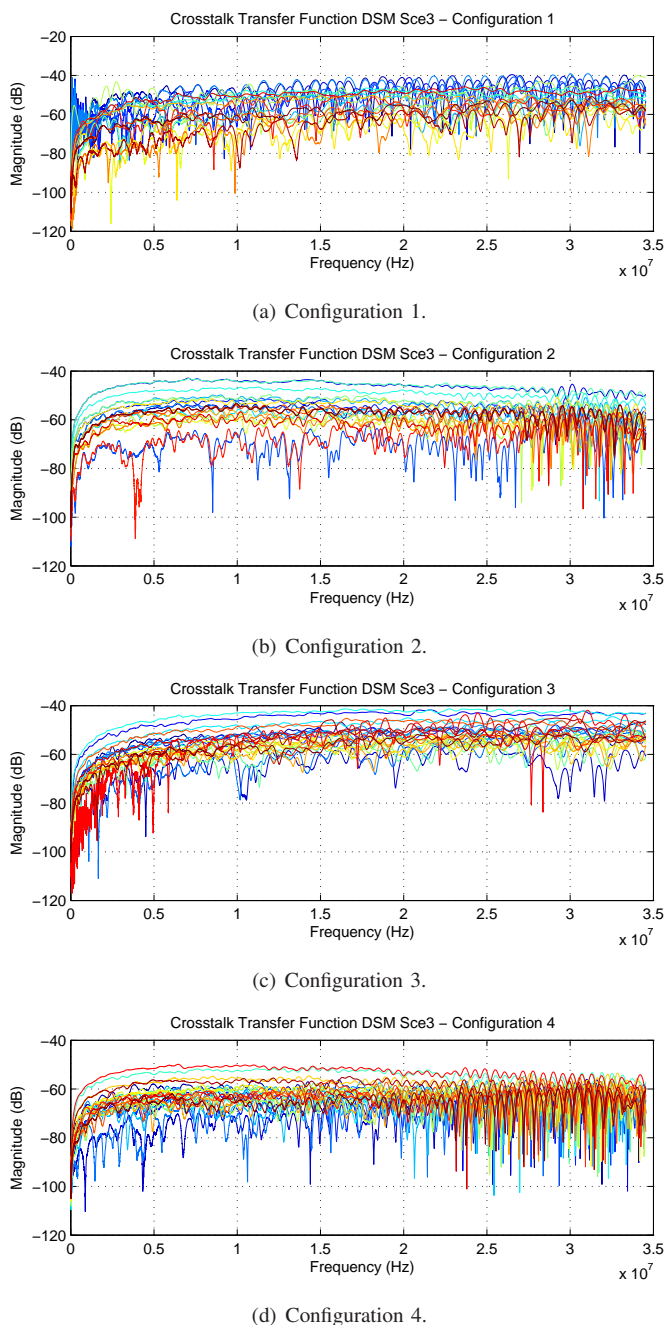 Crosstalk Transfer Function DSM Sce3 − Configuration 1
−20
−40
−60
−80
−100
−120
Magnitude (dB)
0 0.5 1 1.5 2 2.5 3 3.5
x 10^7
Frequency (Hz)
(a) Configuration 1.
Crosstalk Transfer Function DSM Sce3 − Configuration 2
−40
−60
−80
−100
−120
Magnitude (dB)
0 0.5 1 1.5 2 2.5 3 3.5
x 10^7
Frequency (Hz)
(b) Configuration 2.
Crosstalk Transfer Function DSM Sce3 − Configuration 3
−40
−60
−80
−100
−120
Magnitude (dB)
0 0.5 1 1.5 2 2.5 3 3.5
x 10^7
Frequency (Hz)
(c) Configuration 3.
Crosstalk Transfer Function DSM Sce3 − Configuration 4
−40
−60
−80
−100
−120
Magnitude (dB)
0 0.5 1 1.5 2 2.5 3 3.5
x 10^7
Frequency (Hz)
(d) Configuration 4.